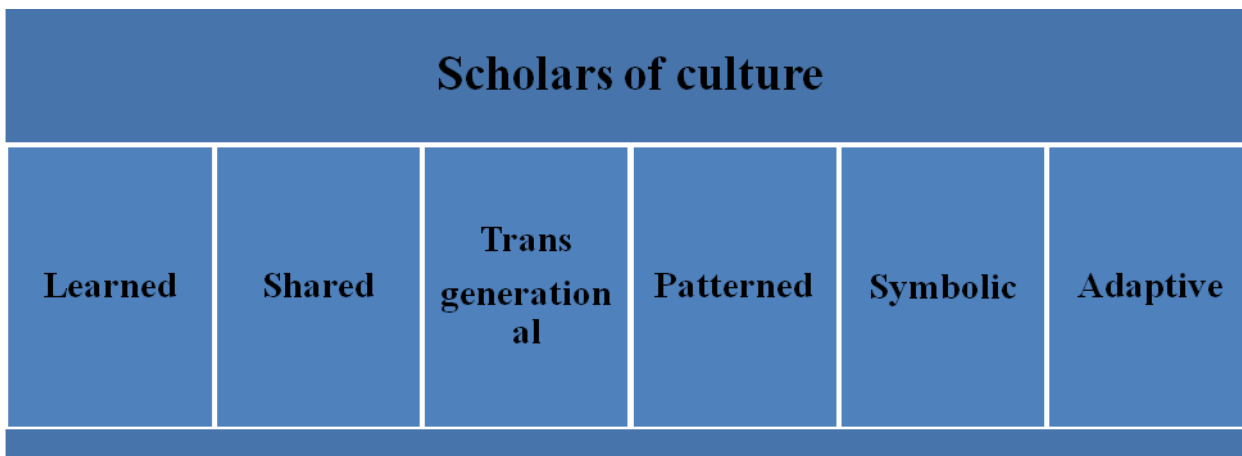 Scholars of culture
Learned
Shared
Trans
generation
al
Patterned
Symbolic
Adaptive